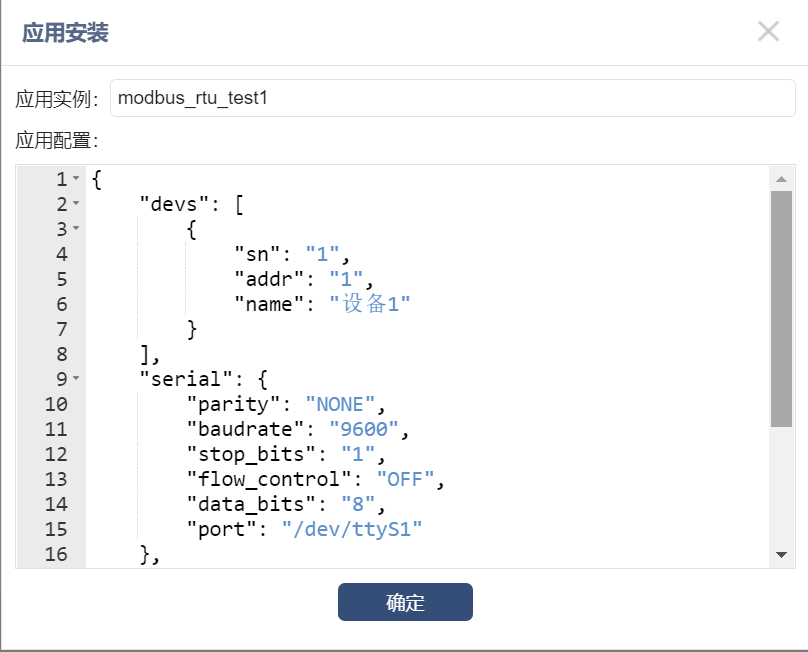 应用安装
应用实例： modbus_rtu_test1
应用配置：
1 {
2     "devs": [
3         {
4             "sn": "1",
5             "addr": "1",
6             "name": "设备1"
7         }
8     ],
9     "serial": {
10         "parity": "NONE",
11         "baudrate": "9600",
12         "stop_bits": "1",
13         "flow_control": "OFF",
14         "data_bits": "8",
15         "port": "/dev/ttyS1"
16     },
确定